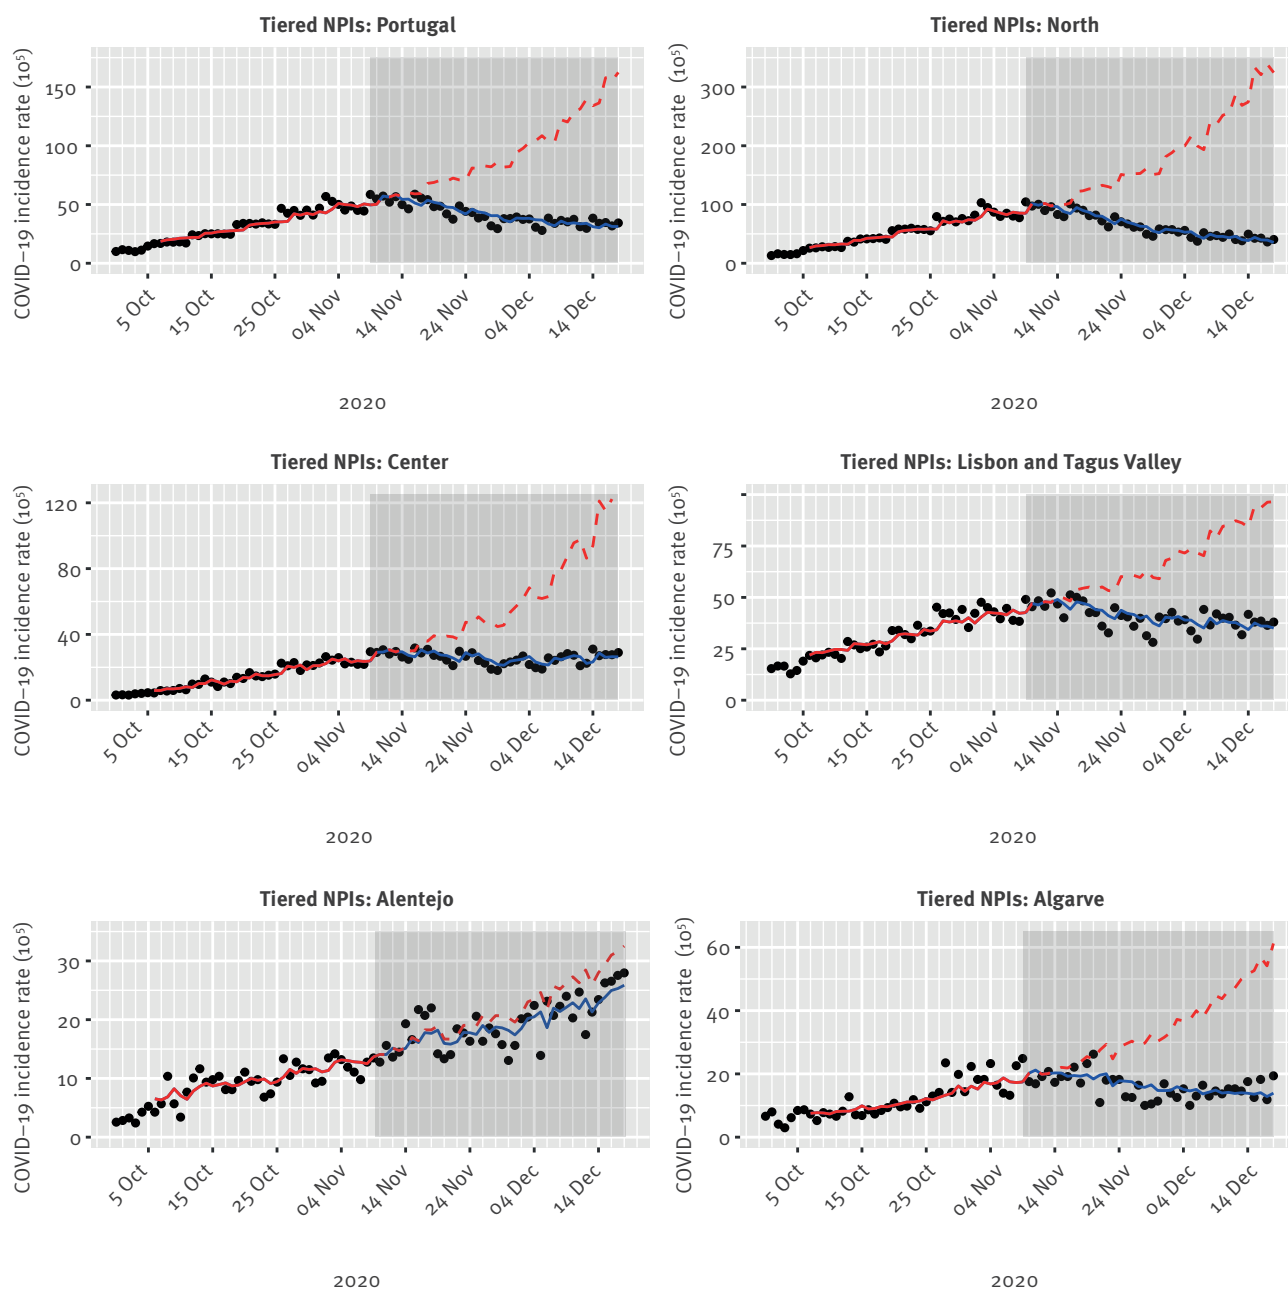 Tiered NPIs: Portugal
COVID−19 incidence rate (10⁵)
150
100
50
0
5 Oct
15 Oct
25 Oct
04 Nov
14 Nov
24 Nov
04 Dec
14 Dec
2020
Tiered NPIs: North
COVID−19 incidence rate (10⁵)
300
200
100
0
5 Oct
15 Oct
25 Oct
04 Nov
14 Nov
24 Nov
04 Dec
14 Dec
2020
Tiered NPIs: Center
COVID−19 incidence rate (10⁵)
120
80
40
0
5 Oct
15 Oct
25 Oct
04 Nov
14 Nov
24 Nov
04 Dec
14 Dec
2020
Tiered NPIs: Lisbon and Tagus Valley
COVID−19 incidence rate (10⁵)
75
50
25
0
5 Oct
15 Oct
25 Oct
04 Nov
14 Nov
24 Nov
04 Dec
14 Dec
2020
Tiered NPIs: Alentejo
COVID−19 incidence rate (10⁵)
30
20
10
0
5 Oct
15 Oct
25 Oct
04 Nov
14 Nov
24 Nov
04 Dec
14 Dec
2020
Tiered NPIs: Algarve
COVID−19 incidence rate (10⁵)
60
40
20
0
5 Oct
15 Oct
25 Oct
04 Nov
14 Nov
24 Nov
04 Dec
14 Dec
2020